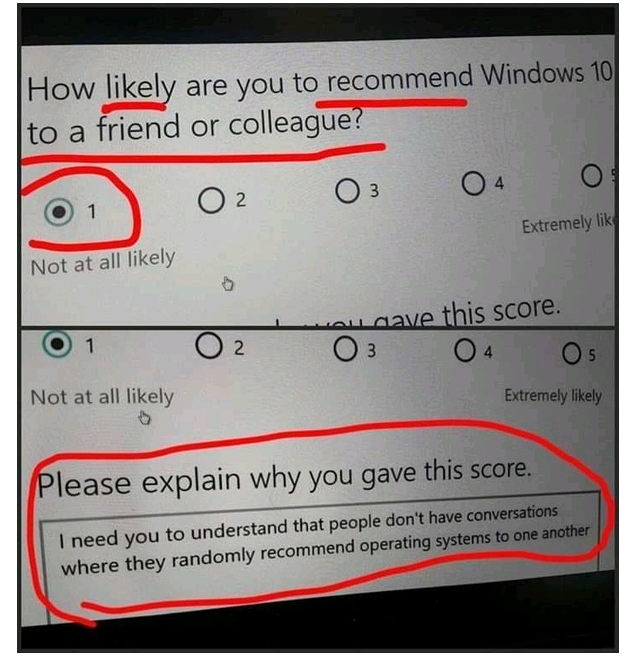 How likely are you to recommend Windows 10
to a friend or colleague?
1 2 3 4
Not at all likely Extremely
gave this score.
1 2 3 4 5
Not at all likely Extremely likely
Please explain why you gave this score.
I need you to understand that people don't have conversations
where they randomly recommend operating systems to one another